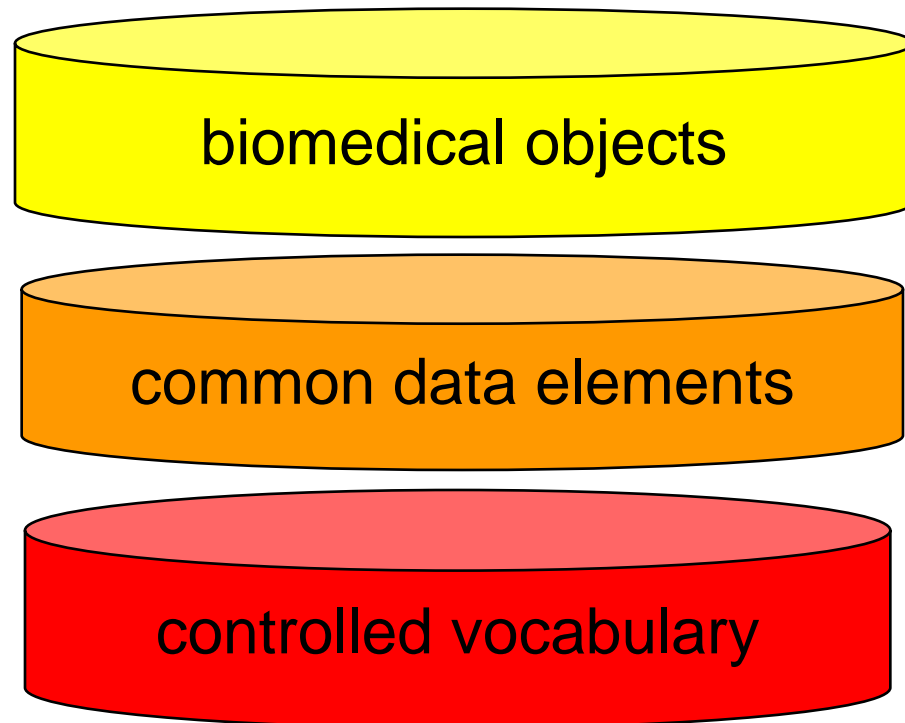 biomedical objects
common data elements
controlled vocabulary